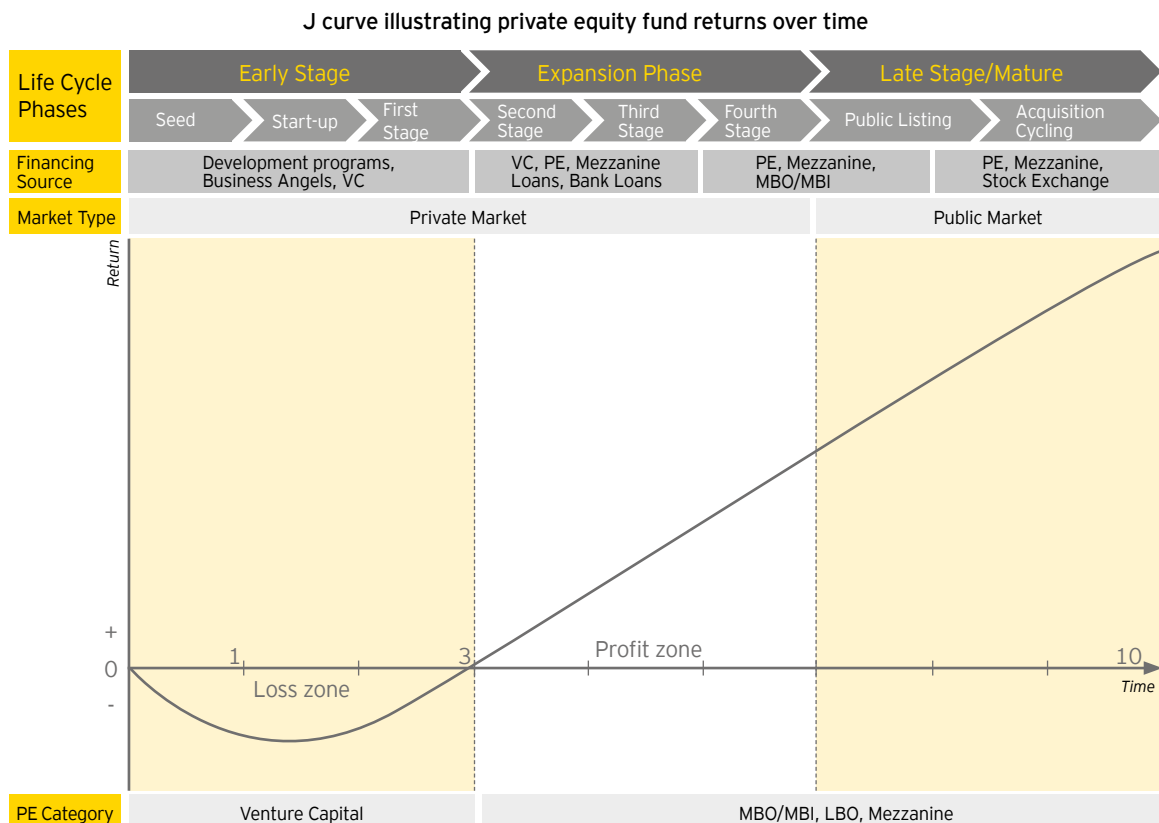 J curve illustrating private equity fund returns over time
Life Cycle
Phases
Early Stage
Expansion Phase
Late Stage/Mature
Seed
Start-up
First
Stage
Second
Stage
Third
Stage
Fourth
Stage
Public Listing
Acquisition
Cycling
Financing
Source
Development programs,
Business Angels, VC
VC, PE, Mezzanine
Loans, Bank Loans
PE, Mezzanine,
MBO/MBI
PE, Mezzanine,
Stock Exchange
Market Type
Private Market
Public Market
Return
+
0
-
1
3
10
Loss zone
Profit zone
Time
PE Category
Venture Capital
MBO/MBI, LBO, Mezzanine